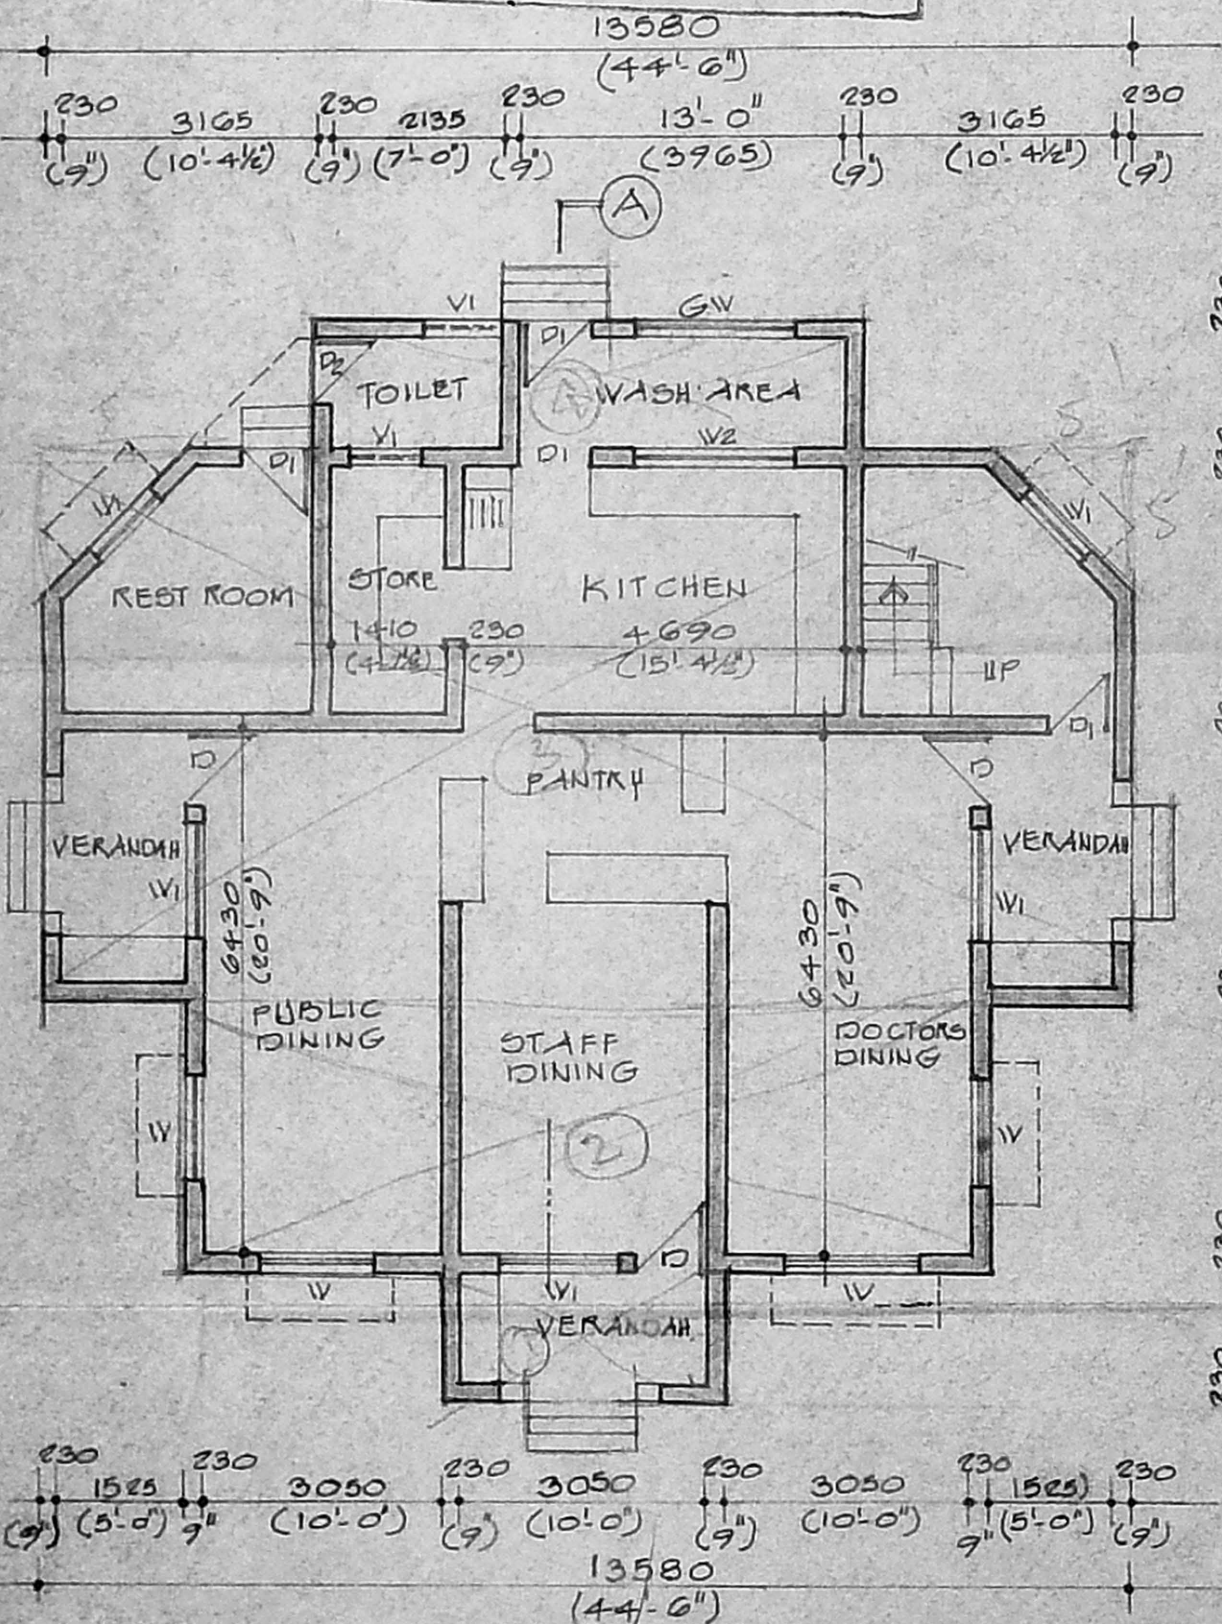 13580
(44'-6")
230 3165 230 2135 230 13'-0" 230 3165 230
(9") (10'-4½") (9") (7'-0") (9") (3965) (9") (10'-4½") (9")
A
V1 GW
D2 D1
TOILET A WASH AREA
V1 D1 W2
D1
W1 W1
REST ROOM STORE KITCHEN
1410 230 4690
(9") (15'-4½")
UP
D1
D 3 D
PANTRY
VERANDAH VERANDAH
W1 W1
6430
(20'-9")
6430
(20'-9")
PUBLIC
DINING
STAFF
DINING
DOCTORS
DINING
W 2 W
D
W W1 W
VERANDAH
1
230 1525 230 3050 230 3050 230 3050 230 1525) 230
(9") (5'-0") 9" (10'-0") (9") (10'-0") (9") (10'-0") 9" (5'-0") (9")
13580
(44'-6")